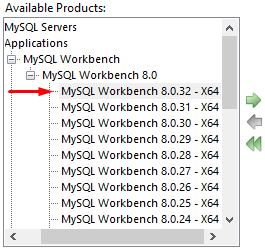 Available Products:
MySQL Servers
Applications
MySQL Workbench
MySQL Workbench 8.0
MySQL Workbench 8.0.32 - X64
MySQL Workbench 8.0.31 - X64
MySQL Workbench 8.0.30 - X64
MySQL Workbench 8.0.29 - X64
MySQL Workbench 8.0.28 - X64
MySQL Workbench 8.0.27 - X64
MySQL Workbench 8.0.26 - X64
MySQL Workbench 8.0.25 - X64
MySQL Workbench 8.0.24 - X64